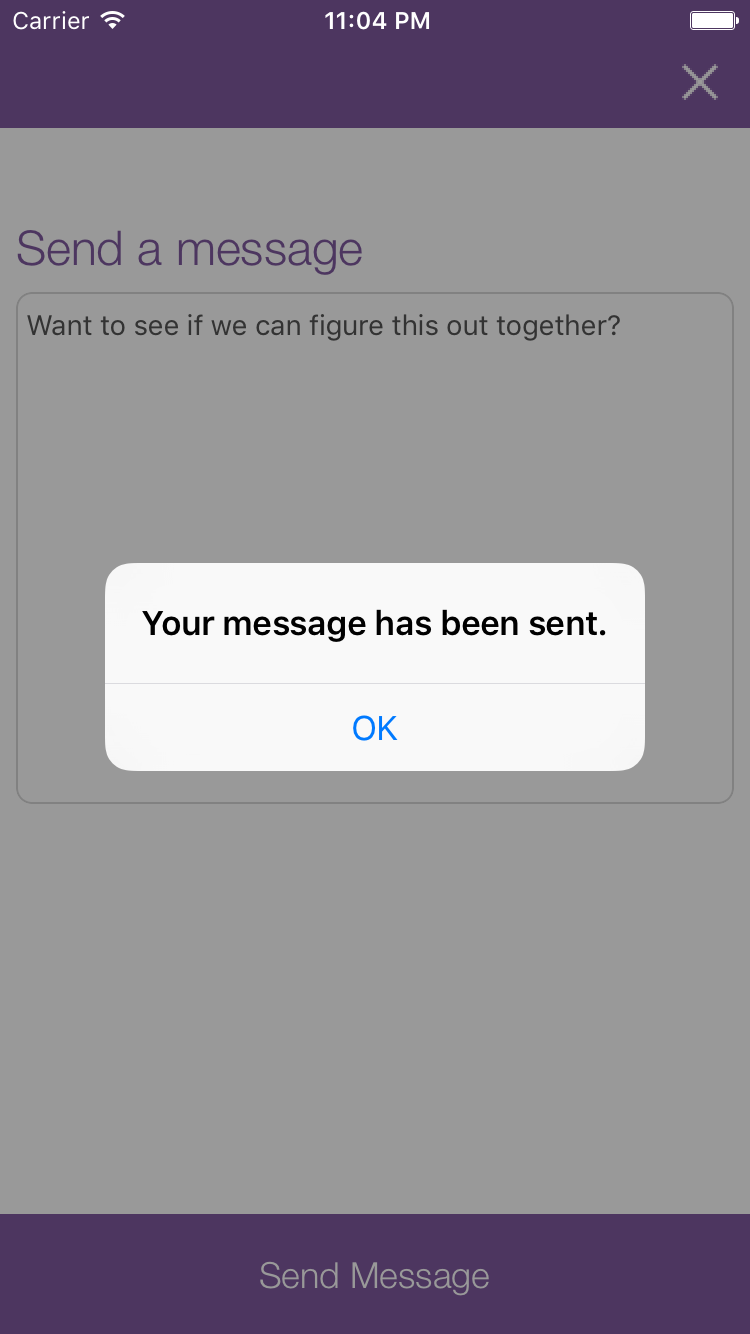 Carrier 11:04 PM
Send a message
Want to see if we can figure this out together?
Your message has been sent.
OK
Send Message